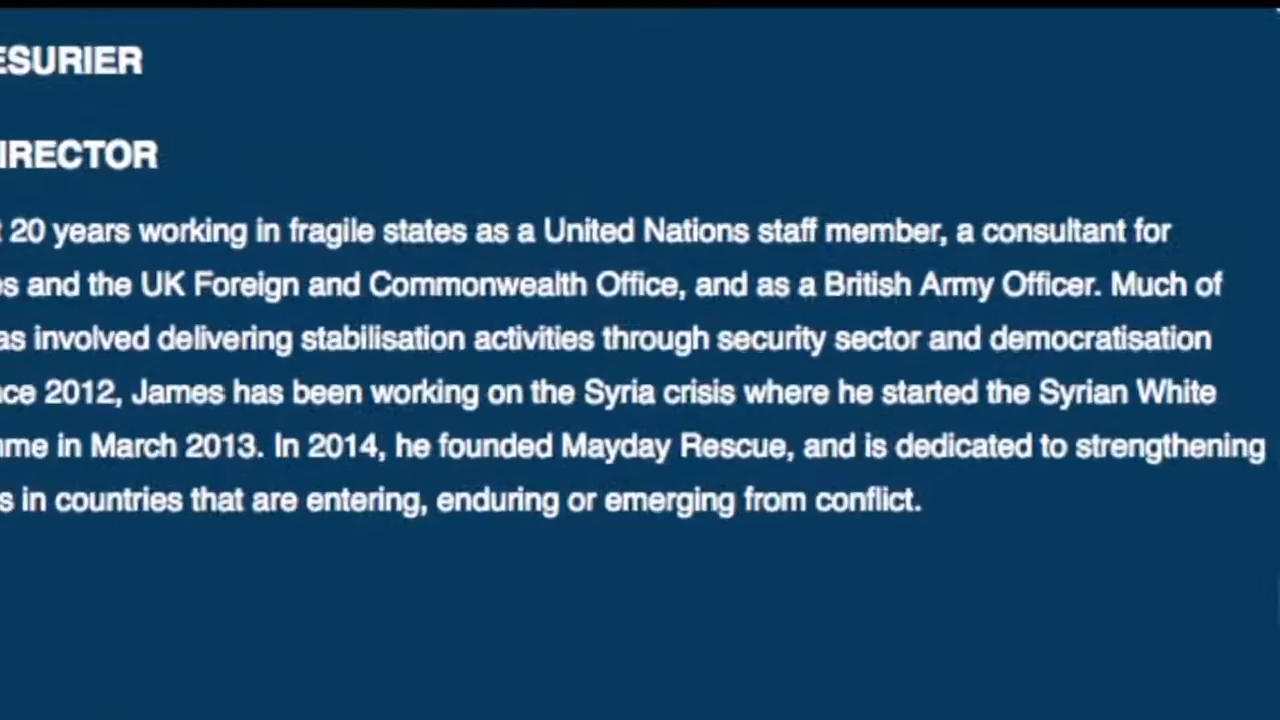 ESURIER
IRECTOR
20 years working in fragile states as a United Nations staff member, a consultant for
es and the UK Foreign and Commonwealth Office, and as a British Army Officer. Much of
as involved delivering stabilisation activities through security sector and democratisation
nce 2012, James has been working on the Syria crisis where he started the Syrian White
mme in March 2013. In 2014, he founded Mayday Rescue, and is dedicated to strengthening
s in countries that are entering, enduring or emerging from conflict.